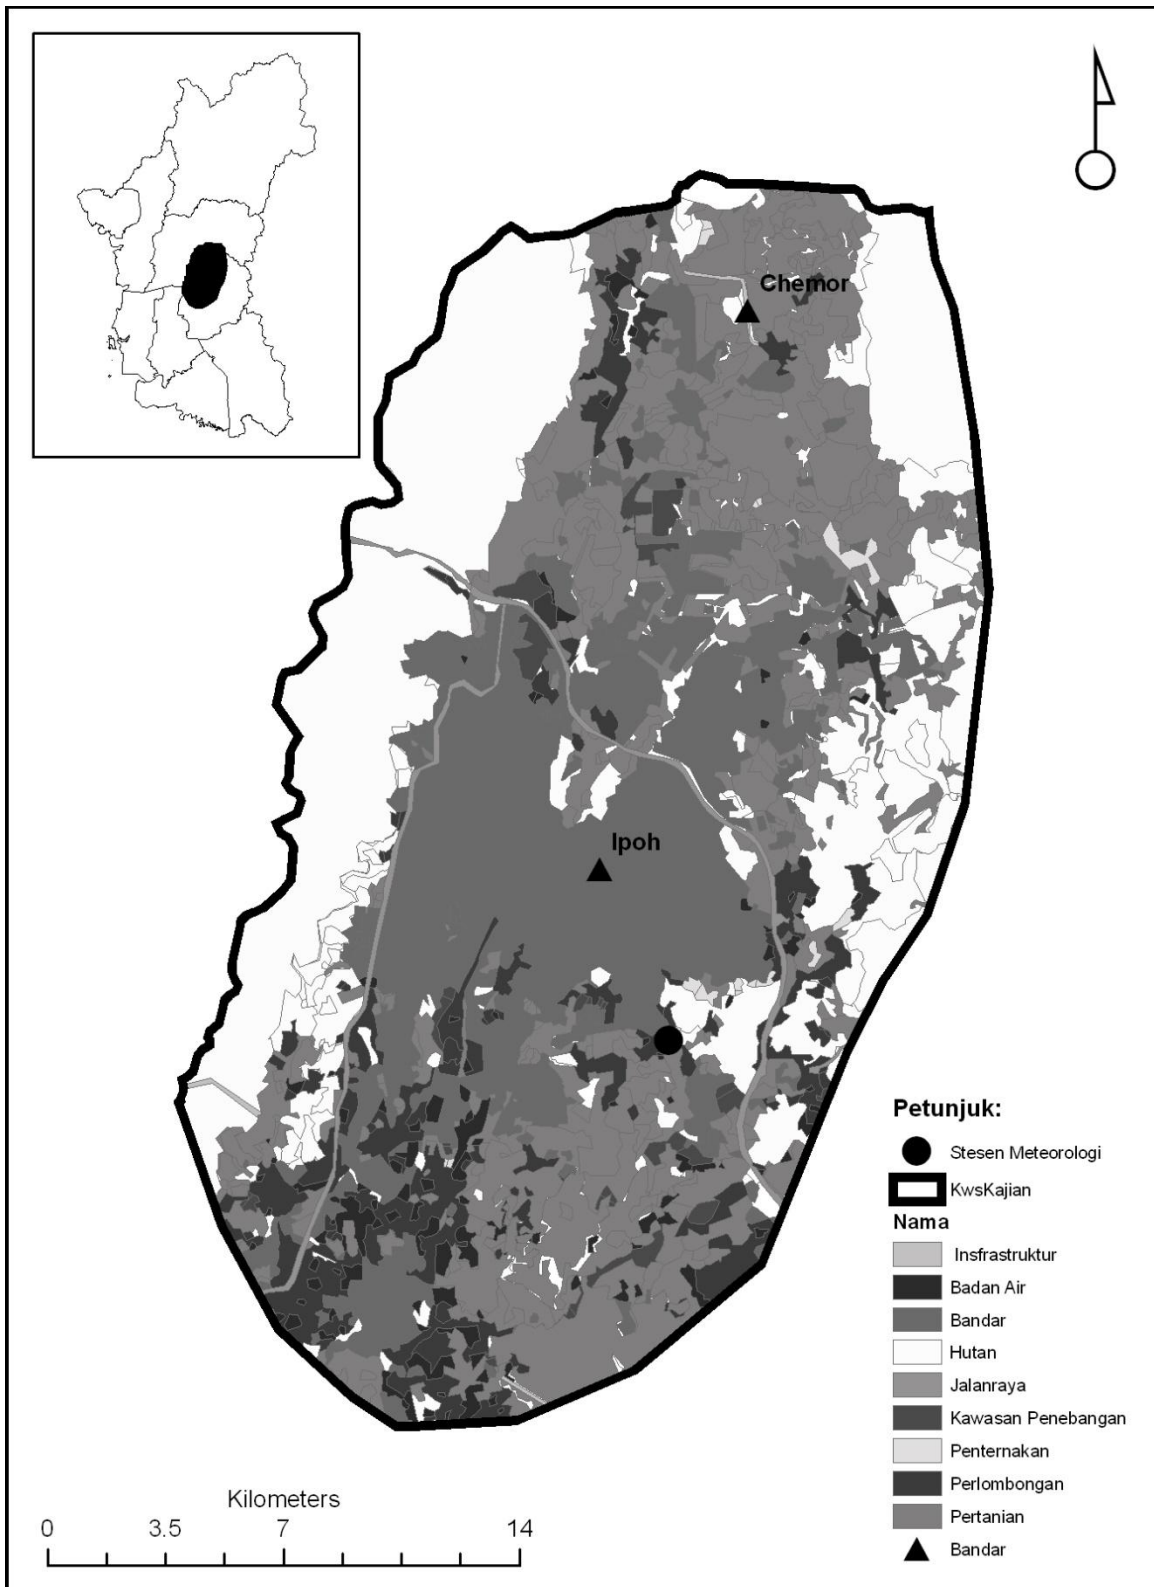 Chemor
Ipoh
Petunjuk:
Stesen Meteorologi
KwsKajian
Nama
Insfrastruktur
Badan Air
Bandar
Hutan
Jalanraya
Kawasan Penebangan
Penternakan
Perlombongan
Pertanian
Bandar
Kilometers
0 3.5 7 14